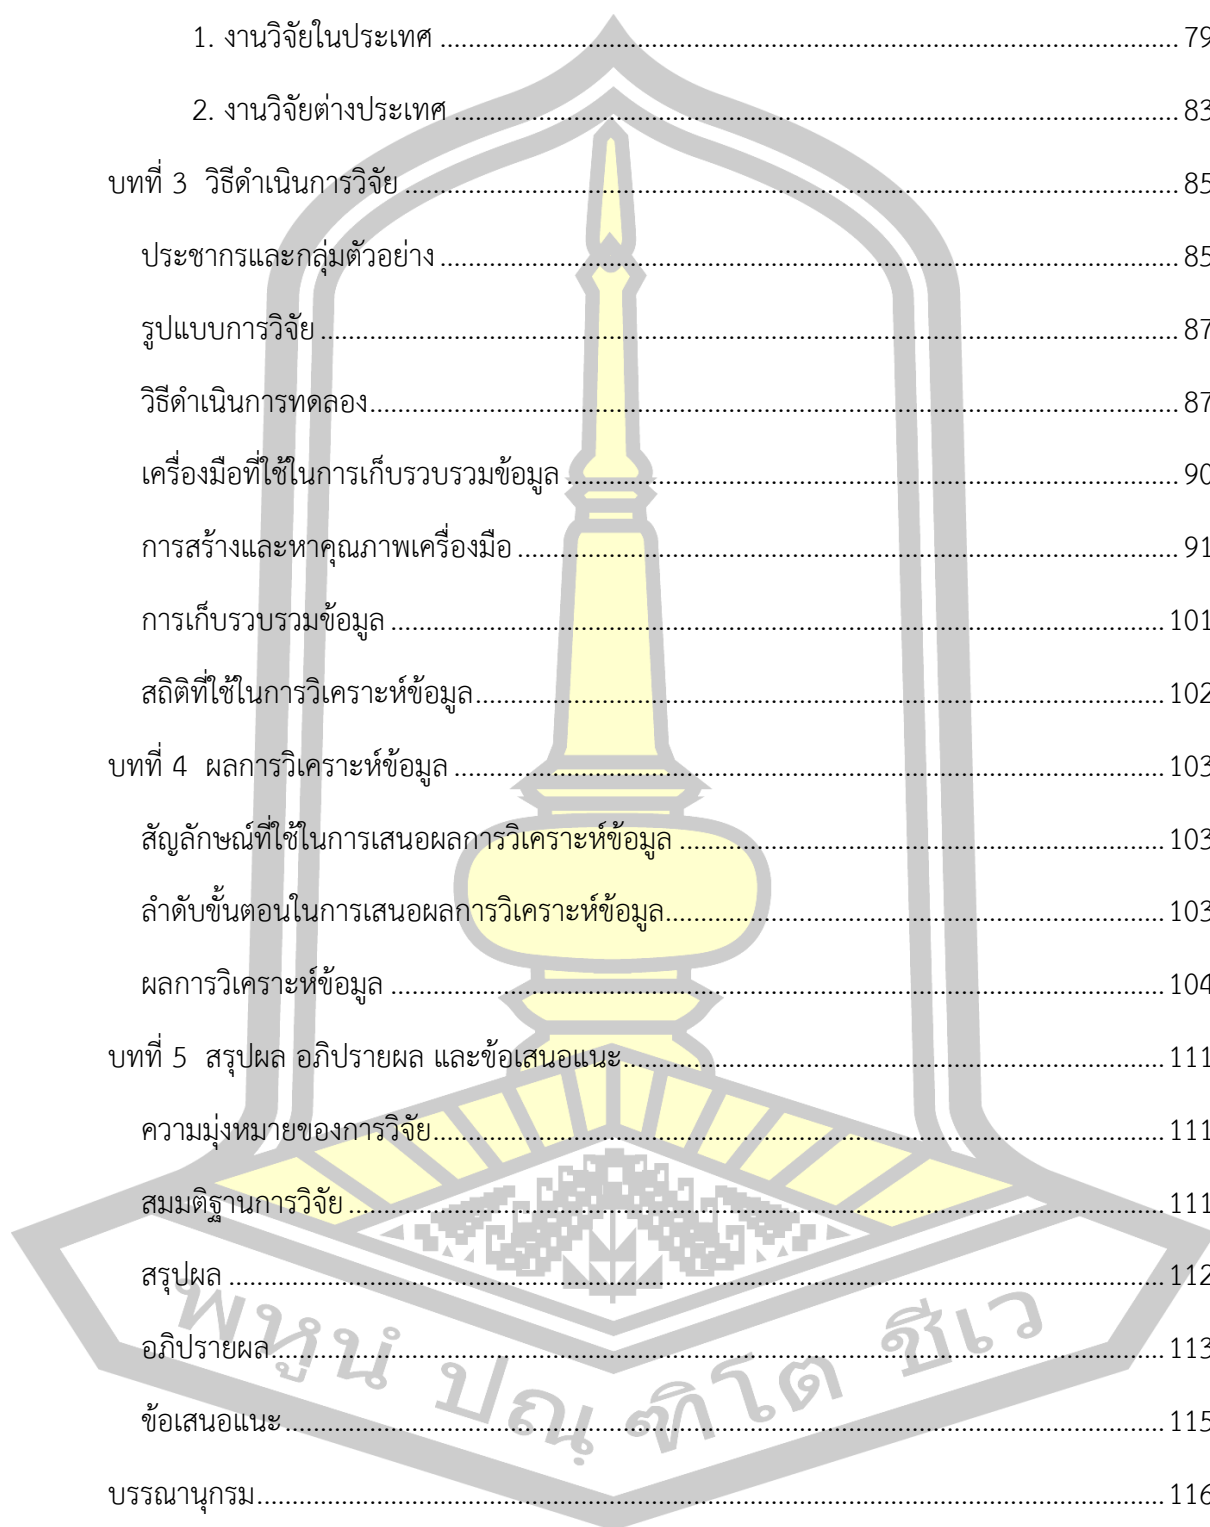 1. งานวิจัยในประเทศ ........ 79
2. งานวิจัยต่างประเทศ ........ 83
บทที่ 3 วิธีดำเนินการวิจัย ........ 85
ประชากรและกลุ่มตัวอย่าง ........ 85
รูปแบบการวิจัย ........ 87
วิธีดำเนินการทดลอง ........ 87
เครื่องมือที่ใช้ในการเก็บรวบรวมข้อมูล ........ 90
การสร้างและหาคุณภาพเครื่องมือ ........ 91
การเก็บรวบรวมข้อมูล ........ 101
สถิติที่ใช้ในการวิเคราะห์ข้อมูล ........ 102
บทที่ 4 ผลการวิเคราะห์ข้อมูล ........ 103
สัญลักษณ์ที่ใช้ในการเสนอผลการวิเคราะห์ข้อมูล ........ 103
ลำดับขั้นตอนในการเสนอผลการวิเคราะห์ข้อมูล ........ 103
ผลการวิเคราะห์ข้อมูล ........ 104
บทที่ 5 สรุปผล อภิปรายผล และข้อเสนอแนะ ........ 111
ความมุ่งหมายของการวิจัย ........ 111
สมมติฐานการวิจัย ........ 111
สรุปผล ........ 112
อภิปรายผล ........ 113
ข้อเสนอแนะ ........ 115
บรรณานุกรม ........ 116
พหูนํ ปณฺฑิโต ชีเว